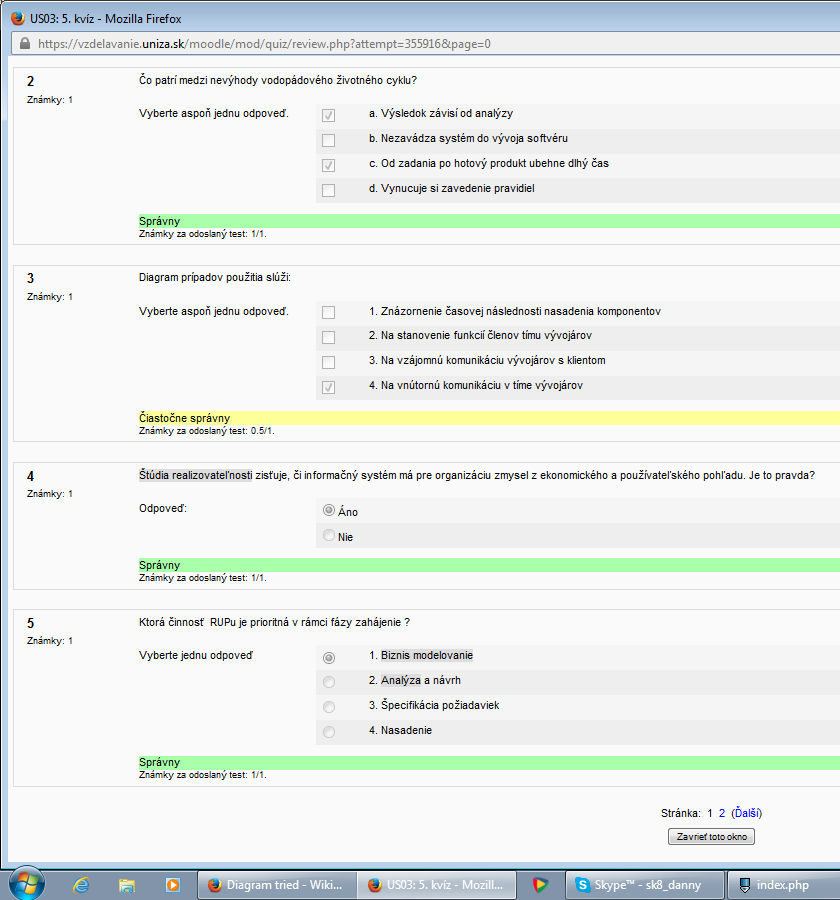 US03: 5. kvíz - Mozilla Firefox
https://vzdelavanie.uniza.sk/moodle/mod/quiz/review.php?attempt=355916&page=0
2
Známky: 1
Čo patrí medzi nevýhody vodopádového životného cyklu?
Vyberte aspoň jednu odpoveď.
a. Výsledok závisí od analýzy
b. Nezavádza systém do vývoja softvéru
c. Od zadania po hotový produkt ubehne dlhý čas
d. Vynucuje si zavedenie pravidiel
Správny
Známky za odoslaný test: 1/1.
3
Známky: 1
Diagram prípadov použitia slúži:
Vyberte aspoň jednu odpoveď.
1. Znázornenie časovej následnosti nasadenia komponentov
2. Na stanovenie funkcií členov tímu vývojárov
3. Na vzájomnú komunikáciu vývojárov s klientom
4. Na vnútornú komunikáciu v tíme vývojárov
Čiastočne správny
Známky za odoslaný test: 0.5/1.
4
Známky: 1
Štúdia realizovateľnosti zisťuje, či informačný systém má pre organizáciu zmysel z ekonomického a používateľského pohľadu. Je to pravda?
Odpoveď:
Áno
Nie
Správny
Známky za odoslaný test: 1/1.
5
Známky: 1
Ktorá činnosť RUPu je prioritná v rámci fázy zahájenie ?
Vyberte jednu odpoveď
1. Biznis modelovanie
2. Analýza a návrh
3. Špecifikácia požiadaviek
4. Nasadenie
Správny
Známky za odoslaný test: 1/1.
Stránka: 1 2 (Ďalší)
Zavrieť toto okno
Diagram tried - Wiki...
US03: 5. kvíz - Mozill...
Skype™ - sk8_danny
index.php